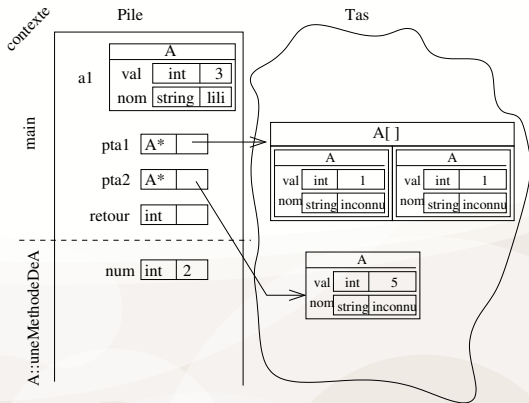 contexte
Pile
Tas
main
a1
A
val int 3
nom string lili
pta1 A*
pta2 A*
retour int
A[ ]
A
val int 1
nom string inconnu
A
val int 1
nom string inconnu
A::uneMethodeDeA
num int 2
A
val int 5
nom string inconnu